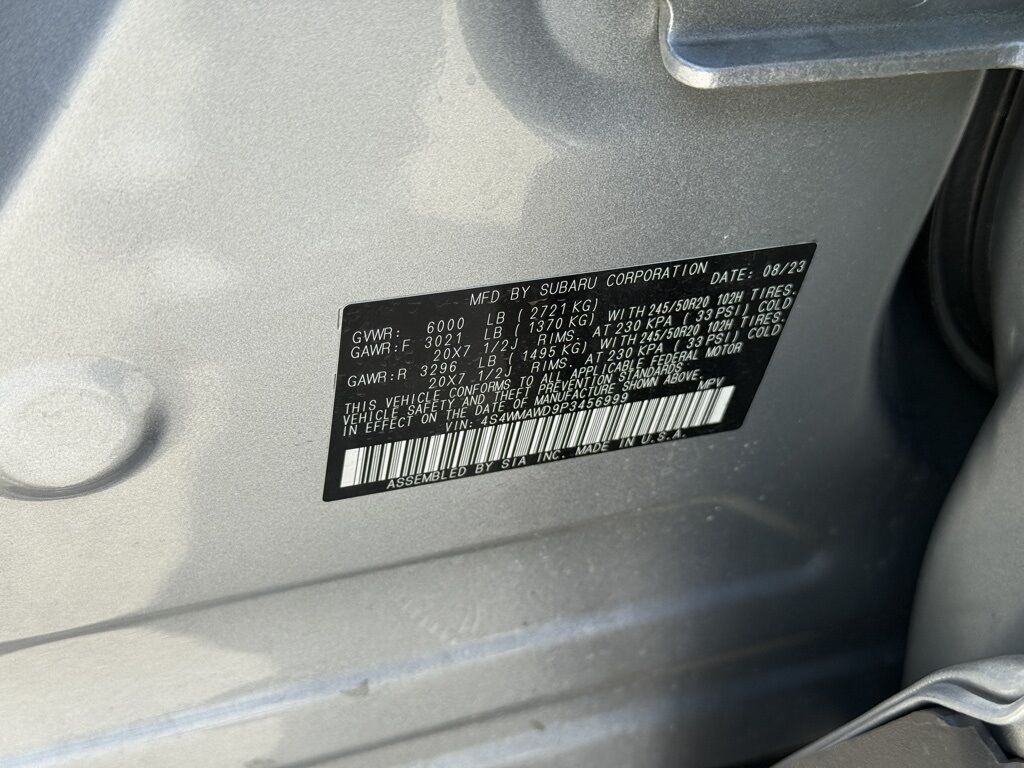 MFD BY SUBARU CORPORATION DATE: 08/23
GVWR: 6000 LB ( 2721 KG)
GAWR:F 3021 LB ( 1370 KG) WITH 245/50R20 102H TIRES.
20X7 1/2J RIMS. AT 230 KPA ( 33 PSI) COLD
GAWR:R 3296 LB ( 1495 KG) WITH 245/50R20 102H TIRES.
20X7 1/2J RIMS. AT 230 KPA ( 33 PSI) COLD
THIS VEHICLE CONFORMS TO ALL APPLICABLE FEDERAL MOTOR
VEHICLE SAFETY AND THEFT PREVENTION STANDARDS
IN EFFECT ON THE DATE OF MANUFACTURE SHOWN ABOVE.
VIN: 4S4WMAWD9P3456999 MPV
ASSEMBLED BY SIA INC. MADE IN U.S.A.